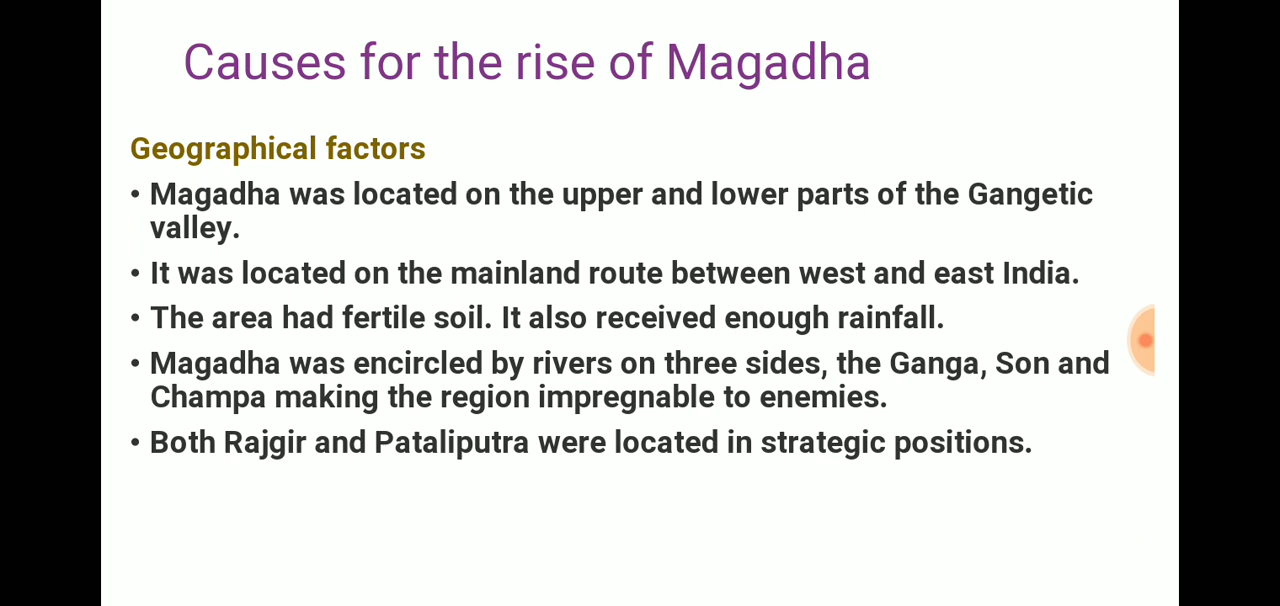 Causes for the rise of Magadha
Geographical factors
• Magadha was located on the upper and lower parts of the Gangetic
valley.
• It was located on the mainland route between west and east India.
• The area had fertile soil. It also received enough rainfall.
• Magadha was encircled by rivers on three sides, the Ganga, Son and
Champa making the region impregnable to enemies.
• Both Rajgir and Pataliputra were located in strategic positions.